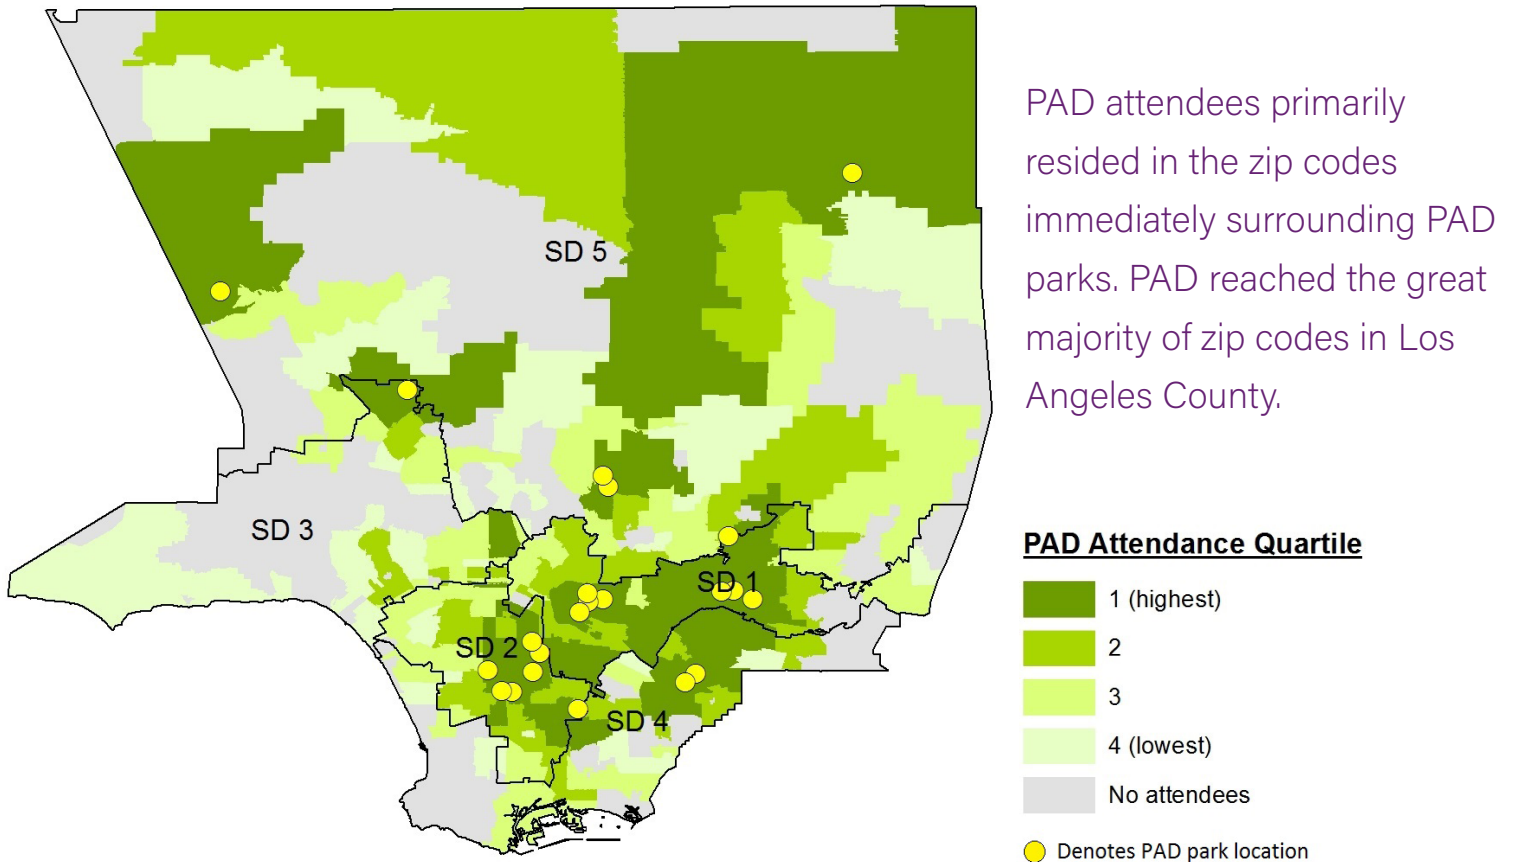 PAD attendees primarily
resided in the zip codes
immediately surrounding PAD
parks. PAD reached the great
majority of zip codes in Los
Angeles County.
SD 5
SD 3
SD 1
SD 2
SD 4
PAD Attendance Quartile
1 (highest)
2
3
4 (lowest)
No attendees
Denotes PAD park location